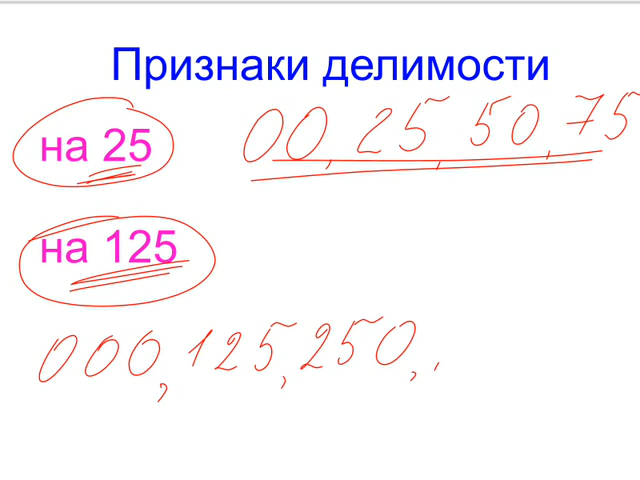 Признаки делимости
на 25 00, 25, 50, 75
на 125
000, 125, 250,